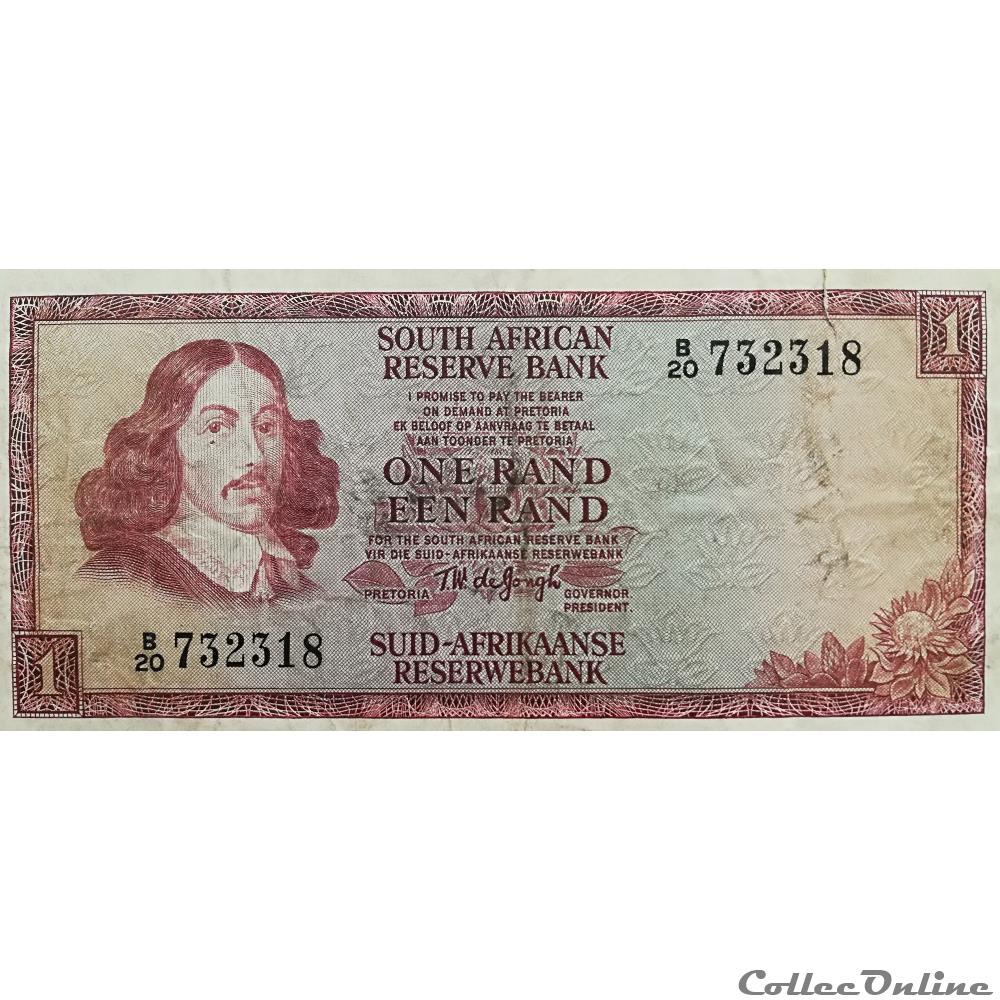 1
SOUTH AFRICAN
RESERVE BANK
B/20 732318
I PROMISE TO PAY THE BEARER
ON DEMAND AT PRETORIA
EK BELOOF OP AANVRAAG TE BETAAL
AAN TOONDER TE PRETORIA
ONE RAND
EEN RAND
FOR THE SOUTH AFRICAN RESERVE BANK
VIR DIE SUID-AFRIKAANSE RESERWEBANK
T.W. de Jongh
PRETORIA GOVERNOR
PRESIDENT.
B/20 732318
SUID-AFRIKAANSE
RESERWEBANK
1
CollecOnline